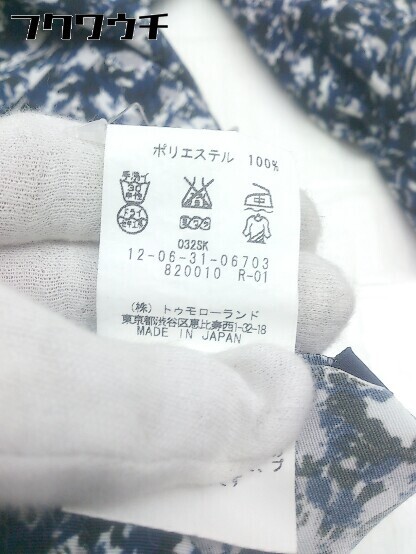 フクウクチ
ポリエステル 100%
手洗イ
30
中性
ドライ
セキユ系
032SK
12-06-31-06703
820010 R-01
(株) トゥモローランド
東京都渋谷区恵比寿西1-32-18
MADE IN JAPAN